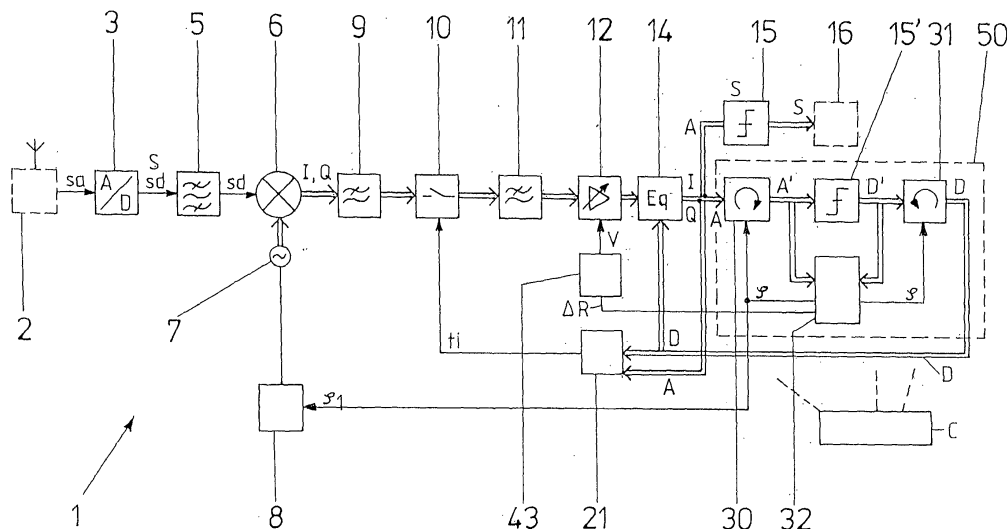 3 5 6 9 10 11 12 14 15 16 15' 31 50
S S
A
sa A/D S sd sd I, Q Eq I Q A A' D' D
V
2 7 ΔR φ φ
ti D D
A
φ1
C
1 8 43 21 30 32